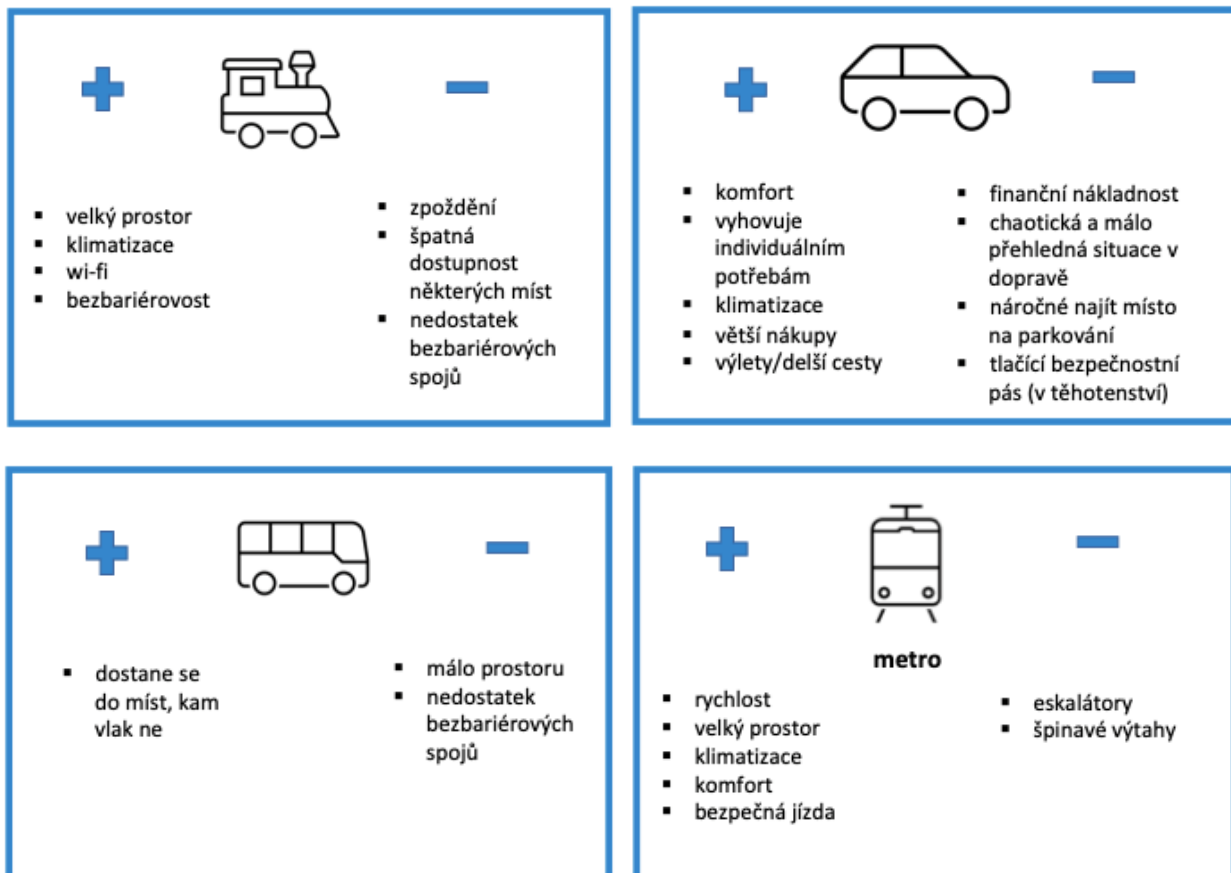 velký prostor
klimatizace
wi-fi
bezbariérovost
zpoždění
špatná
dostupnost
některých míst
nedostatek
bezbariérových
spojů
komfort
vyhovuje
individuálním
potřebám
klimatizace
větší nákupy
výlety/delší cesty
finanční nákladnost
chaotická a málo
přehledná situace v
dopravě
náročné najít místo
na parkování
tlačící bezpečnostní
pás (v těhotenství)
dostane se
do míst, kam
vlak ne
málo prostoru
nedostatek
bezbariérových
spojů
metro
rychlost
velký prostor
klimatizace
komfort
bezpečná jízda
eskalátory
špinavé výtahy